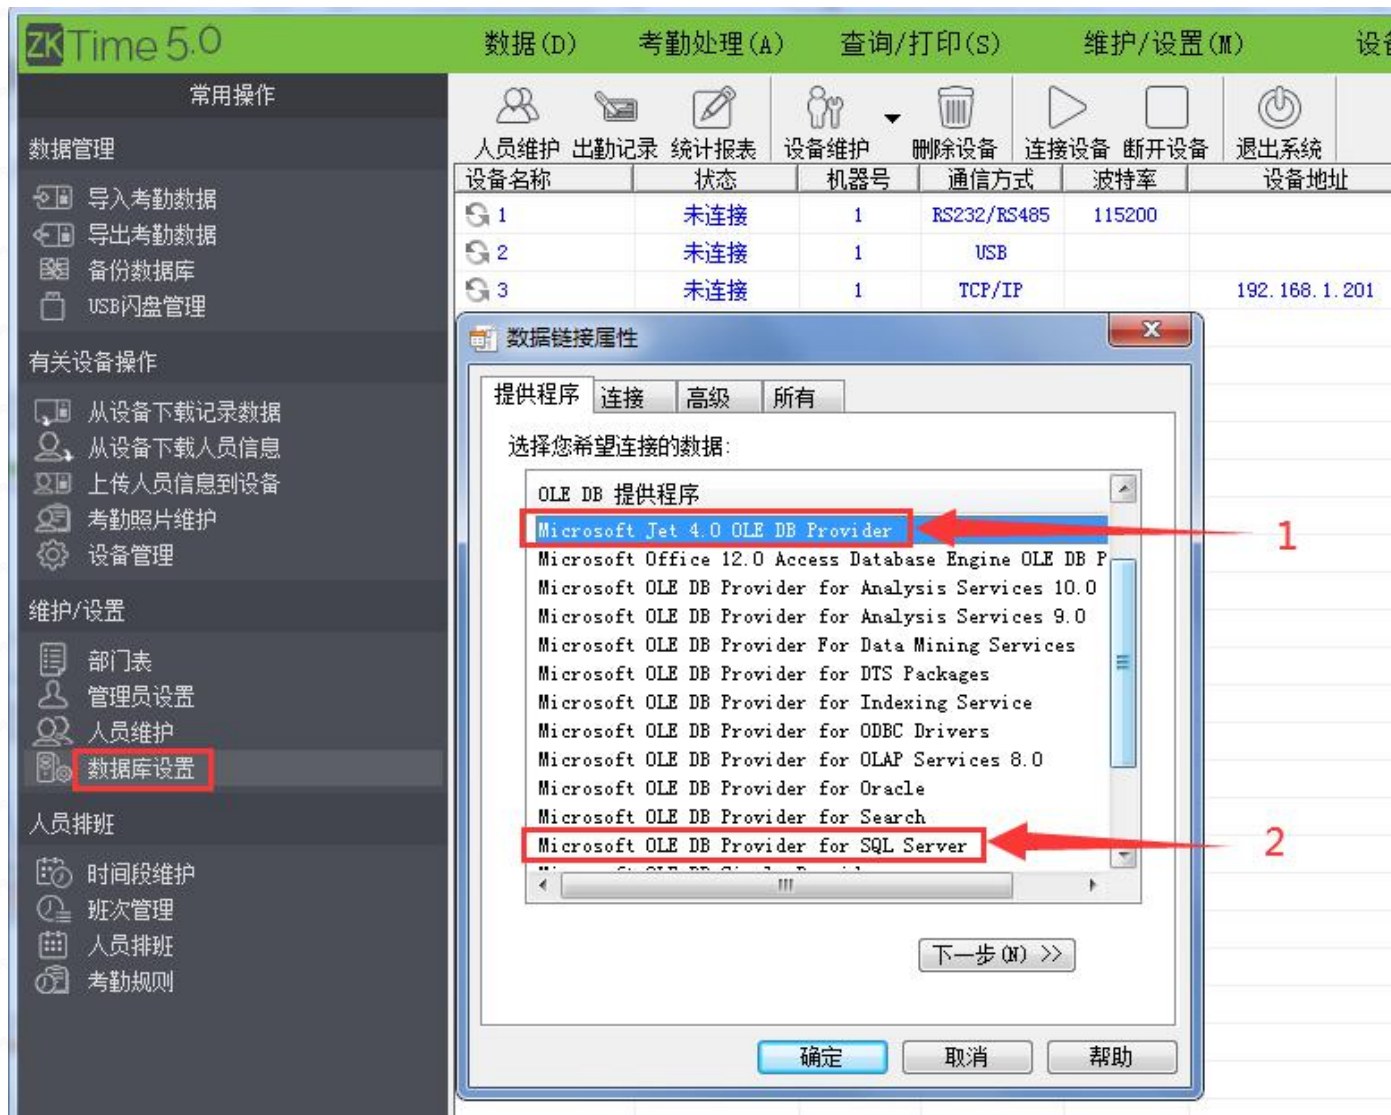 ZKTime 5.0
数据(D) 考勤处理(A) 查询/打印(S) 维护/设置(M) 设
常用操作
人员维护 出勤记录 统计报表 设备维护 删除设备 连接设备 断开设备 退出系统
数据管理
导入考勤数据
导出考勤数据
备份数据库
USB闪盘管理
有关设备操作
从设备下载记录数据
从设备下载人员信息
上传人员信息到设备
考勤照片维护
设备管理
维护/设置
部门表
管理员设置
人员维护
数据库设置
人员排班
时间段维护
班次管理
人员排班
考勤规则
设备名称 状态 机器号 通信方式 波特率 设备地址
1 未连接 1 RS232/RS485 115200
2 未连接 1 USB
3 未连接 1 TCP/IP 192.168.1.201
数据链接属性
提供程序 连接 高级 所有
选择您希望连接的数据:
OLE DB 提供程序
Microsoft Jet 4.0 OLE DB Provider
Microsoft Office 12.0 Access Database Engine OLE DB P
Microsoft OLE DB Provider for Analysis Services 10.0
Microsoft OLE DB Provider for Analysis Services 9.0
Microsoft OLE DB Provider For Data Mining Services
Microsoft OLE DB Provider for DTS Packages
Microsoft OLE DB Provider for Indexing Service
Microsoft OLE DB Provider for ODBC Drivers
Microsoft OLE DB Provider for OLAP Services 8.0
Microsoft OLE DB Provider for Oracle
Microsoft OLE DB Provider for Search
Microsoft OLE DB Provider for SQL Server
1
2
下一步(N) >>
确定 取消 帮助